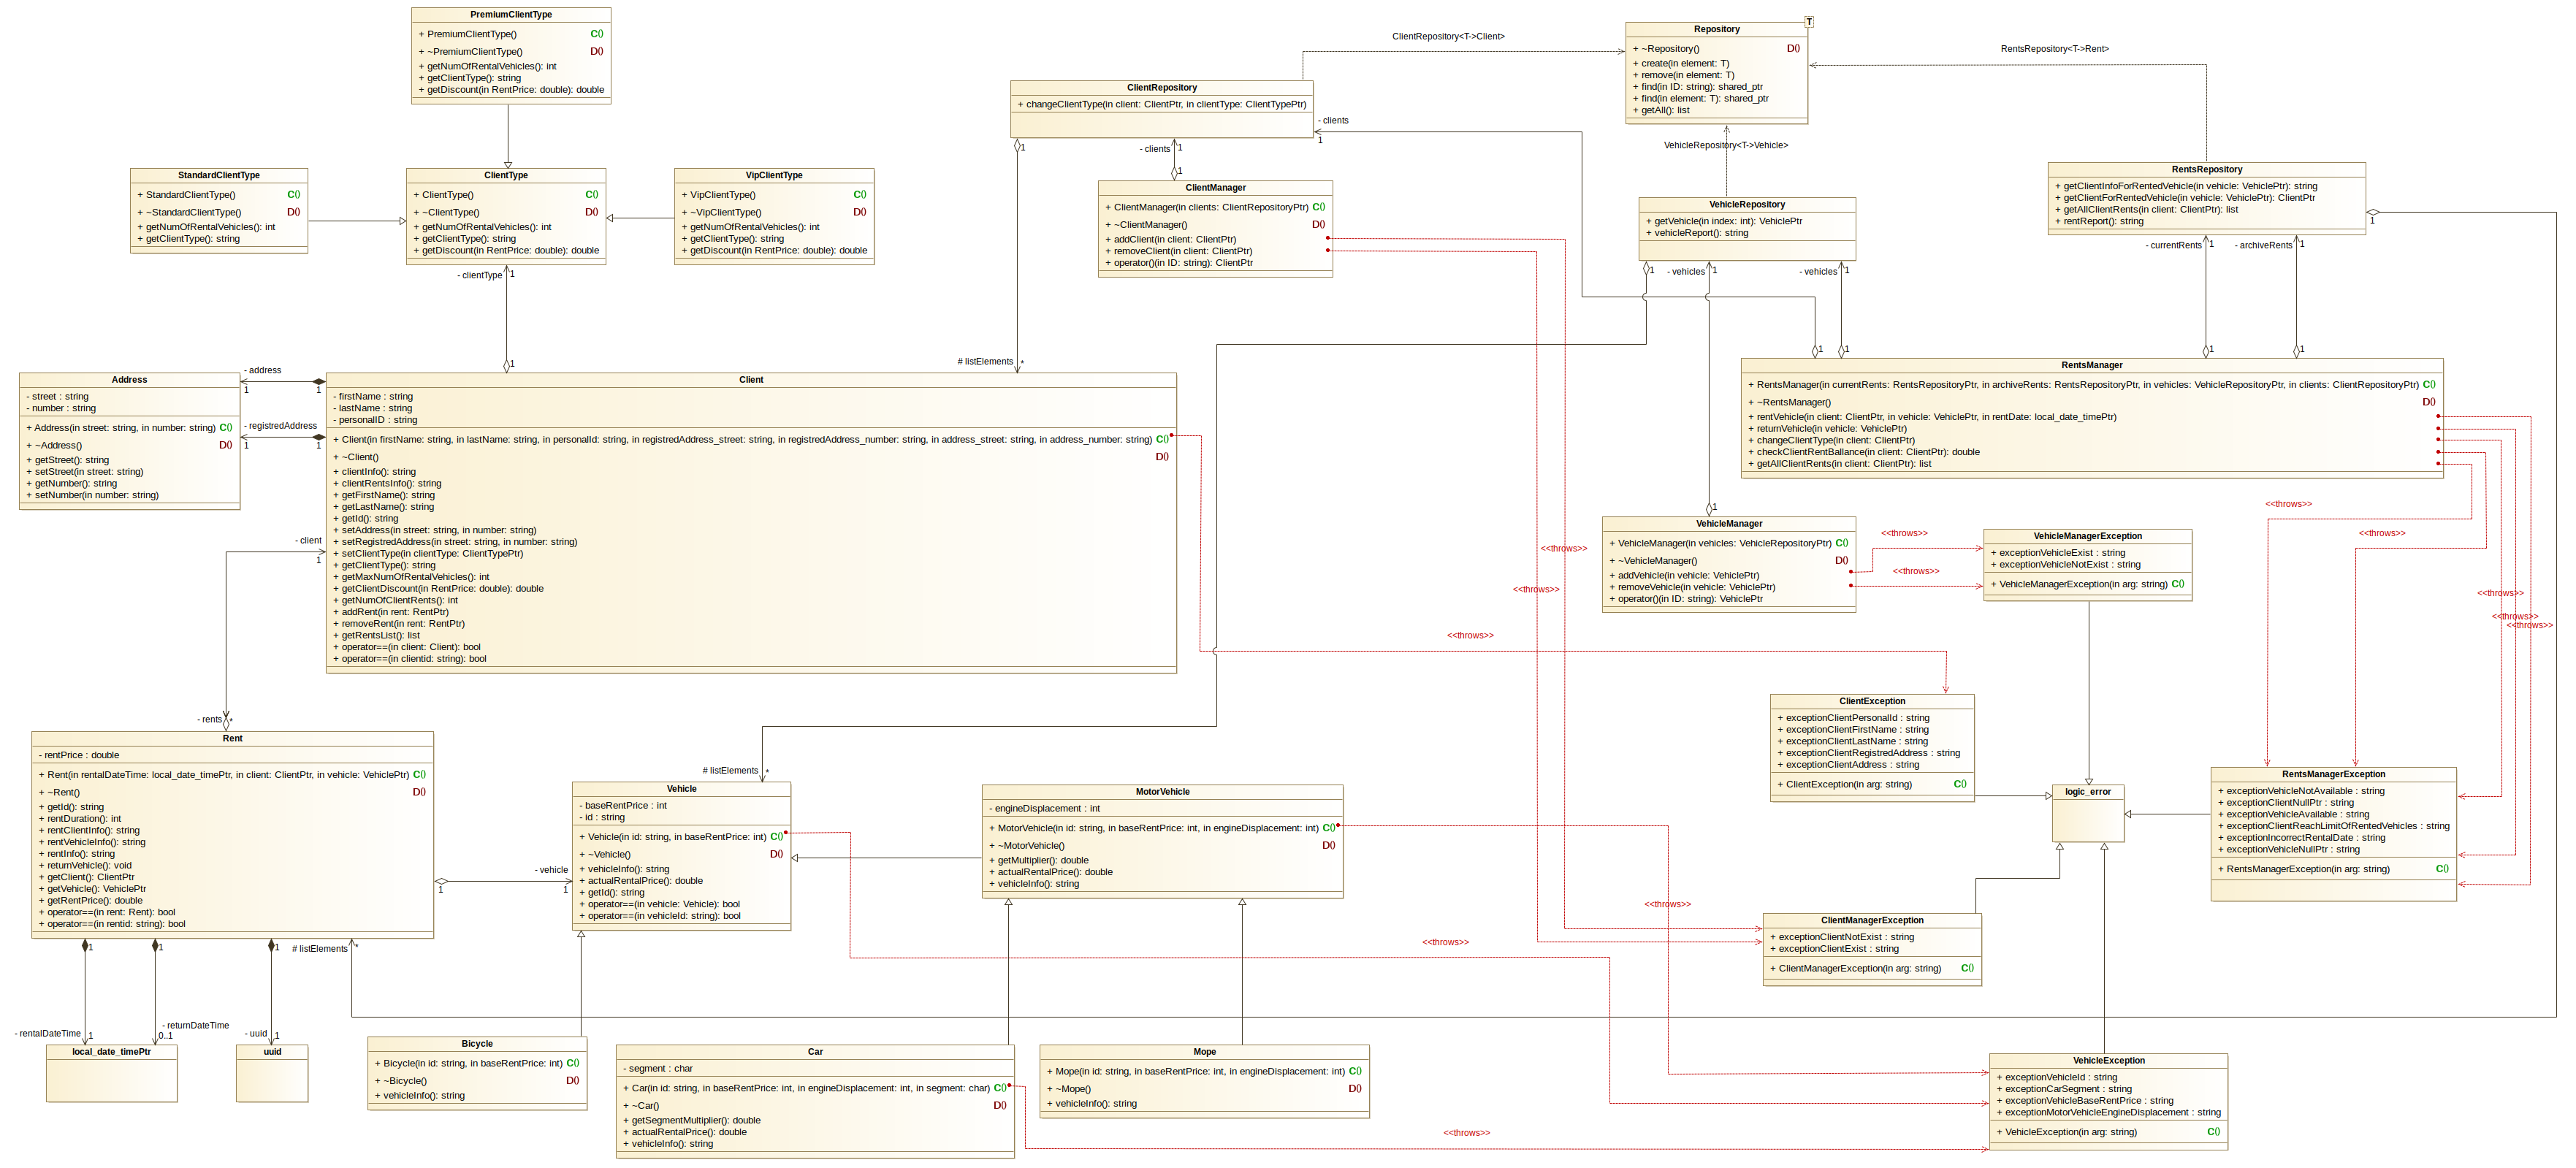 PremiumClientType
+ PremiumClientType() C()
+ ~PremiumClientType() D()
+ getNumOfRentalVehicles(): int
+ getClientType(): string
+ getDiscount(in RentPrice: double): double
StandardClientType
+ StandardClientType() C()
+ ~StandardClientType() D()
+ getNumOfRentalVehicles(): int
+ getClientType(): string
ClientType
+ ClientType() C()
+ ~ClientType() D()
+ getNumOfRentalVehicles(): int
+ getClientType(): string
+ getDiscount(in RentPrice: double): double
VipClientType
+ VipClientType() C()
+ ~VipClientType() D()
+ getNumOfRentalVehicles(): int
+ getClientType(): string
+ getDiscount(in RentPrice: double): double
- clientType
1
1
ClientRepository
+ changeClientType(in client: ClientPtr, in clientType: ClientTypePtr)
ClientRepository<T->Client>
- clients
1
1
- clients
1
1
ClientManager
+ ClientManager(in clients: ClientRepositoryPtr) C()
+ ~ClientManager() D()
+ addClient(in client: ClientPtr)
+ removeClient(in client: ClientPtr)
+ operator()(in ID: string): ClientPtr
# listElements
*
T
Repository
+ ~Repository() D()
+ create(in element: T)
+ remove(in element: T)
+ find(in ID: string): shared_ptr
+ find(in element: T): shared_ptr
+ getAll(): list
VehicleRepository<T->Vehicle>
RentsRepository<T->Rent>
VehicleRepository
+ getVehicle(in index: int): VehiclePtr
+ vehicleReport(): string
1
- vehicles
1
- vehicles
1
RentsRepository
+ getClientInfoForRentedVehicle(in vehicle: VehiclePtr): string
+ getClientForRentedVehicle(in vehicle: VehiclePtr): ClientPtr
+ getAllClientRents(in client: ClientPtr): list
+ rentReport(): string
1
- currentRents
1
- archiveRents
1
1
1
1
1
RentsManager
+ RentsManager(in currentRents: RentsRepositoryPtr, in archiveRents: RentsRepositoryPtr, in vehicles: VehicleRepositoryPtr, in clients: ClientRepositoryPtr) C()
+ ~RentsManager() D()
+ rentVehicle(in client: ClientPtr, in vehicle: VehiclePtr, in rentDate: local_date_timePtr)
+ returnVehicle(in vehicle: VehiclePtr)
+ changeClientType(in client: ClientPtr)
+ checkClientRentBallance(in client: ClientPtr): double
+ getAllClientRents(in client: ClientPtr): list
Address
- street : string
- number : string
+ Address(in street: string, in number: string) C()
+ ~Address() D()
+ getStreet(): string
+ setStreet(in street: string)
+ getNumber(): string
+ setNumber(in number: string)
- address
1
1
- registredAddress
1
1
Client
- firstName : string
- lastName : string
- personalID : string
+ Client(in firstName: string, in lastName: string, in personalId: string, in registredAddress_street: string, in registredAddress_number: string, in address_street: string, in address_number: string) C()
+ ~Client() D()
+ clientInfo(): string
+ clientRentsInfo(): string
+ getFirstName(): string
+ getLastName(): string
+ getId(): string
+ setAddress(in street: string, in number: string)
+ setRegistredAddress(in street: string, in number: string)
+ setClientType(in clientType: ClientTypePtr)
+ getClientType(): string
+ getMaxNumOfRentalVehicles(): int
+ getClientDiscount(in RentPrice: double): double
+ getNumOfClientRents(): int
+ addRent(in rent: RentPtr)
+ removeRent(in rent: RentPtr)
+ getRentsList(): list
+ operator==(in client: Client): bool
+ operator==(in clientid: string): bool
- client
1
- rents
*
1
VehicleManager
+ VehicleManager(in vehicles: VehicleRepositoryPtr) C()
+ ~VehicleManager() D()
+ addVehicle(in vehicle: VehiclePtr)
+ removeVehicle(in vehicle: VehiclePtr)
+ operator()(in ID: string): VehiclePtr
<<throws>>
<<throws>>
VehicleManagerException
+ exceptionVehicleExist : string
+ exceptionVehicleNotExist : string
+ VehicleManagerException(in arg: string) C()
<<throws>>
<<throws>>
<<throws>>
<<throws>>
<<throws>>
<<throws>>
<<throws>>
<<throws>>
ClientException
+ exceptionClientPersonalId : string
+ exceptionClientFirstName : string
+ exceptionClientLastName : string
+ exceptionClientRegistredAddress : string
+ exceptionClientAddress : string
+ ClientException(in arg: string) C()
logic_error
RentsManagerException
+ exceptionVehicleNotAvailable : string
+ exceptionClientNullPtr : string
+ exceptionVehicleAvailable : string
+ exceptionClientReachLimitOfRentedVehicles : string
+ exceptionIncorrectRentalDate : string
+ exceptionVehicleNullPtr : string
+ RentsManagerException(in arg: string) C()
Rent
- rentPrice : double
+ Rent(in rentalDateTime: local_date_timePtr, in client: ClientPtr, in vehicle: VehiclePtr) C()
+ ~Rent() D()
+ getId(): string
+ rentDuration(): int
+ rentClientInfo(): string
+ rentVehicleInfo(): string
+ rentInfo(): string
+ returnVehicle(): void
+ getClient(): ClientPtr
+ getVehicle(): VehiclePtr
+ getRentPrice(): double
+ operator==(in rent: Rent): bool
+ operator==(in rentid: string): bool
- vehicle
1
1
# listElements
*
Vehicle
- baseRentPrice : int
- id : string
+ Vehicle(in id: string, in baseRentPrice: int) C()
+ ~Vehicle() D()
+ vehicleInfo(): string
+ actualRentalPrice(): double
+ getId(): string
+ operator==(in vehicle: Vehicle): bool
+ operator==(in vehicleId: string): bool
MotorVehicle
- engineDisplacement : int
+ MotorVehicle(in id: string, in baseRentPrice: int, in engineDisplacement: int) C()
+ ~MotorVehicle() D()
+ getMultiplier(): double
+ actualRentalPrice(): double
+ vehicleInfo(): string
<<throws>>
<<throws>>
ClientManagerException
+ exceptionClientNotExist : string
+ exceptionClientExist : string
+ ClientManagerException(in arg: string) C()
1
1
1
# listElements
*
- rentalDateTime
1
- returnDateTime
0..1
- uuid
1
local_date_timePtr
uuid
Bicycle
+ Bicycle(in id: string, in baseRentPrice: int) C()
+ ~Bicycle() D()
+ vehicleInfo(): string
Car
- segment : char
+ Car(in id: string, in baseRentPrice: int, in engineDisplacement: int, in segment: char) C()
+ ~Car() D()
+ getSegmentMultiplier(): double
+ actualRentalPrice(): double
+ vehicleInfo(): string
Mope
+ Mope(in id: string, in baseRentPrice: int, in engineDisplacement: int) C()
+ ~Mope() D()
+ vehicleInfo(): string
<<throws>>
VehicleException
+ exceptionVehicleId : string
+ exceptionCarSegment : string
+ exceptionVehicleBaseRentPrice : string
+ exceptionMotorVehicleEngineDisplacement : string
+ VehicleException(in arg: string) C()